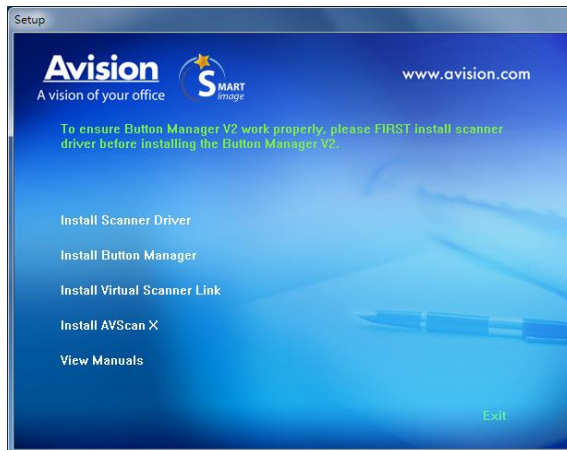 Setup
Avision
A vision of your office
SMART
image
www.avision.com
To ensure Button Manager V2 work properly, please FIRST install scanner
driver before installing the Button Manager V2.
Install Scanner Driver
Install Button Manager
Install Virtual Scanner Link
Install AVScan X
View Manuals
Exit